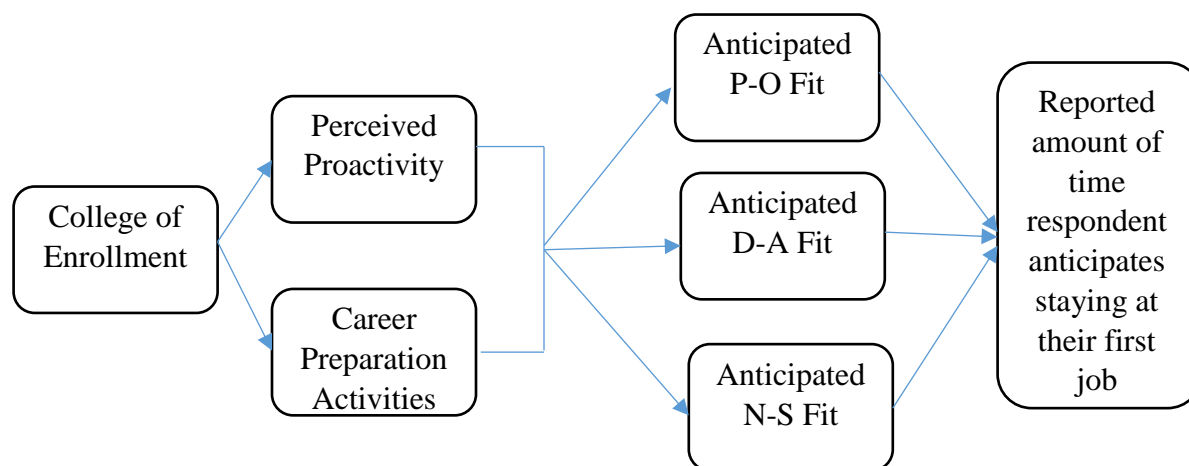 College of
Enrollment
Perceived
Proactivity
Career
Preparation
Activities
Anticipated
P-O Fit
Anticipated
D-A Fit
Anticipated
N-S Fit
Reported
amount of
time
respondent
anticipates
staying at
their first
job